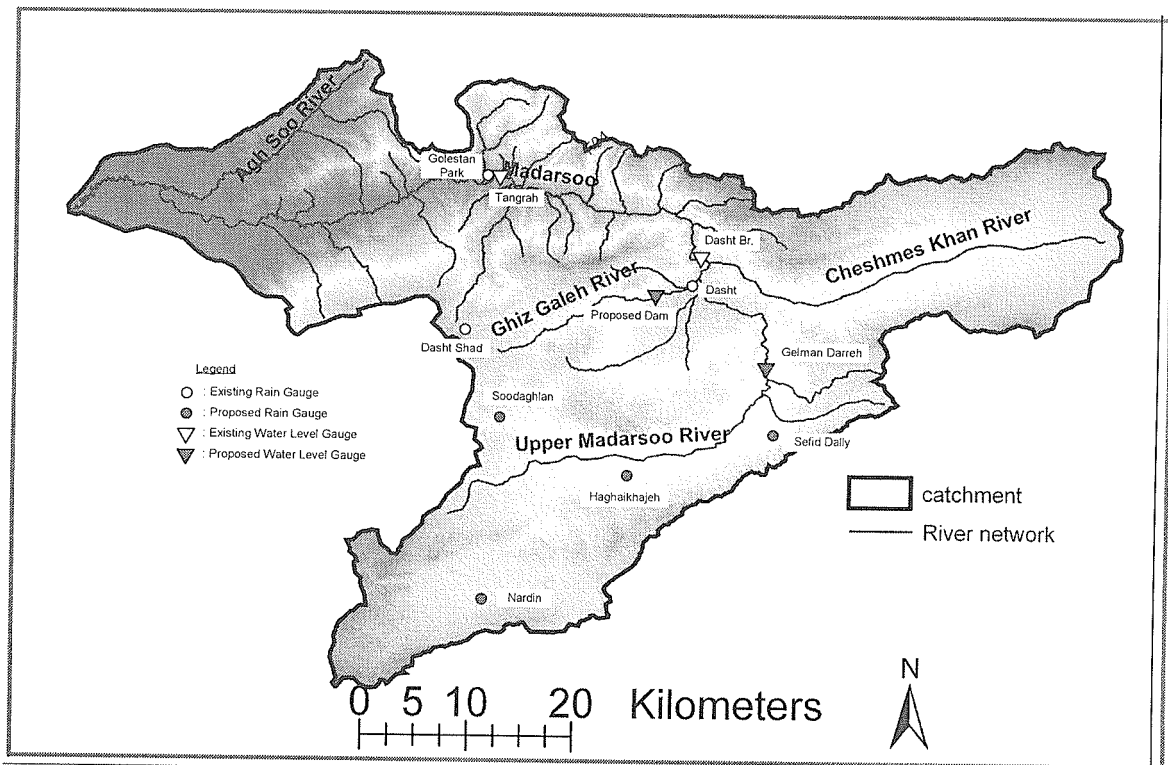 Agh Soo River
Golestan
Park
Madarsoo
Tangrah
Dasht Br.
Cheshmes Khan River
Ghiz Galeh River
Dasht
Proposed Dam
Dasht Shad
Gelman Darreh
Legend
: Existing Rain Gauge
: Proposed Rain Gauge
: Existing Water Level Gauge
: Proposed Water Level Gauge
Soodaghlan
Upper Madarsoo River
Sefid Dally
Haghaikhajeh
catchment
River network
Nardin
N
0 5 10 20 Kilometers